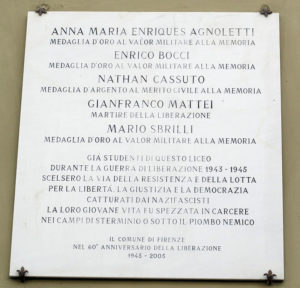 ANNA MARIA ENRIQUES AGNOLETTI
MEDAGLIA D'ORO AL VALOR MILITARE ALLA MEMORIA
ENRICO BOCCI
MEDAGLIA D'ORO AL VALOR MILITARE ALLA MEMORIA
NATHAN CASSUTO
MEDAGLIA D'ARGENTO AL MERITO CIVILE ALLA MEMORIA
GIANFRANCO MATTEI
MARTIRE DELLA LIBERAZIONE
MARIO SBRILLI
MEDAGLIA D'ORO AL VALOR MILITARE ALLA MEMORIA
GIA STUDENTI DI QUESTO LICEO
DURANTE LA GUERRA DI LIBERAZIONE 1943 - 1945
SCELSERO LA VIA DELLA RESISTENZA E DELLA LOTTA
PER LA LIBERTÀ, LA GIUSTIZIA E LA DEMOCRAZIA
CATTURATI DAI NAZIFASCISTI
LA LORO GIOVANE VITA FU SPEZZATA IN CARCERE
NEI CAMPI DI STERMINIO O SOTTO IL PIOMBO NEMICO
IL COMUNE DI FIRENZE
NEL 60° ANNIVERSARIO DELLA LIBERAZIONE
1945 - 2005